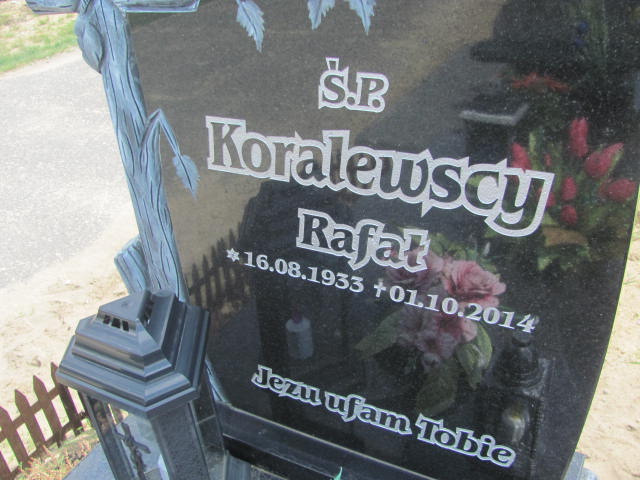 Ś.P.
Koralewscy
Rafał
* 16.08.1933 † 01.10.2014
Jezu ufam Tobie